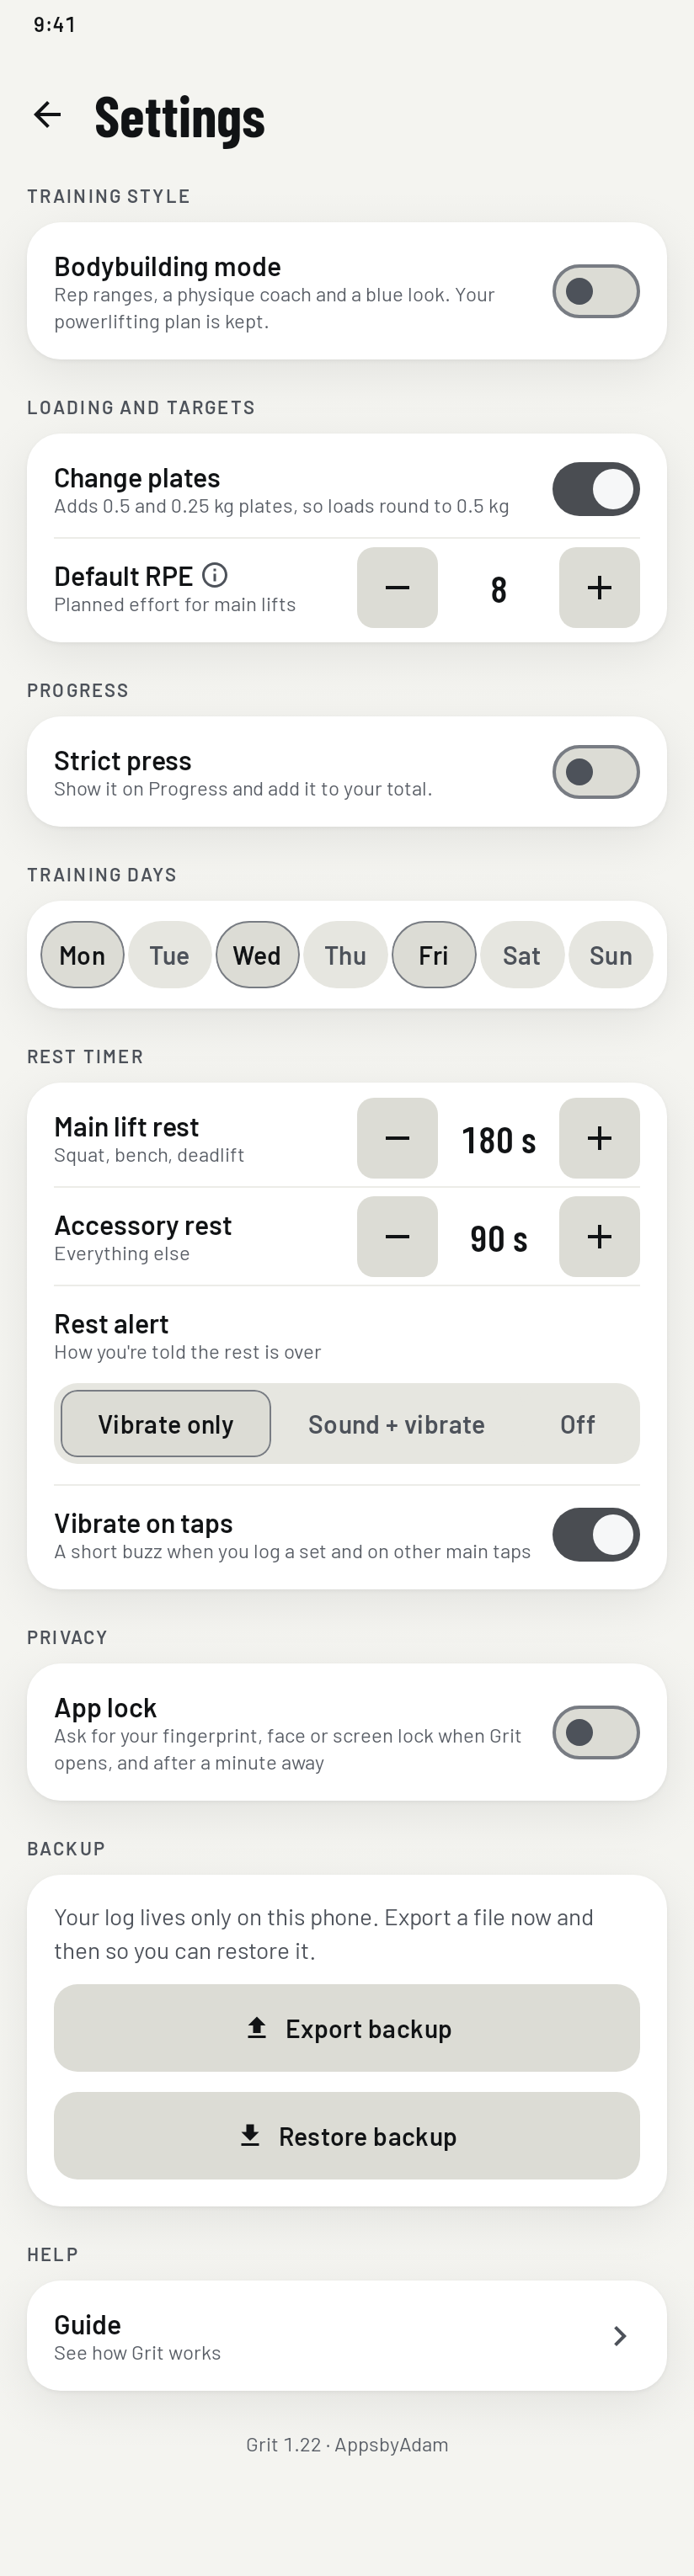 9:41
Settings
TRAINING STYLE
Bodybuilding mode
Rep ranges, a physique coach and a blue look. Your
powerlifting plan is kept.
LOADING AND TARGETS
Change plates
Adds 0.5 and 0.25 kg plates, so loads round to 0.5 kg
Default RPE
Planned effort for main lifts
8
PROGRESS
Strict press
Show it on Progress and add it to your total.
TRAINING DAYS
Mon Tue Wed Thu Fri Sat Sun
REST TIMER
Main lift rest
Squat, bench, deadlift
180 s
Accessory rest
Everything else
90 s
Rest alert
How you're told the rest is over
Vibrate only Sound + vibrate Off
Vibrate on taps
A short buzz when you log a set and on other main taps
PRIVACY
App lock
Ask for your fingerprint, face or screen lock when Grit
opens, and after a minute away
BACKUP
Your log lives only on this phone. Export a file now and
then so you can restore it.
Export backup
Restore backup
HELP
Guide
See how Grit works
Grit 1.22 · AppsbyAdam